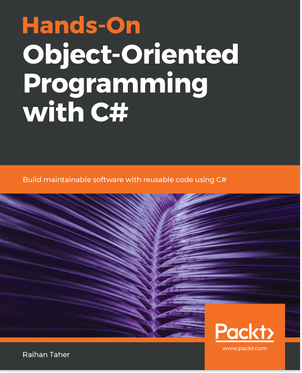 Hands-On
Object-Oriented
Programming
with C#
Build maintainable software with reusable code using C#
Packt>
www.packt.com
Raihan Taher